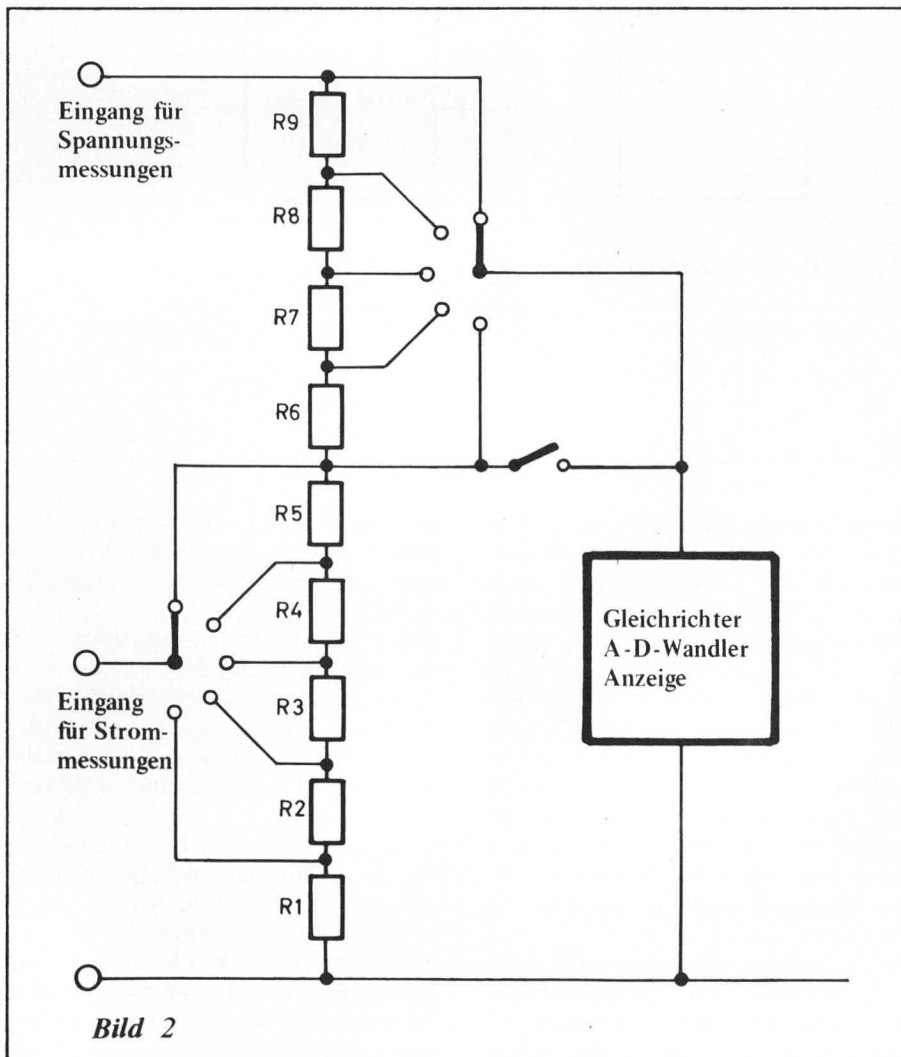 Eingang für
Spannungs-
messungen
R9
R8
R7
R6
R5
R4
R3
R2
R1
Eingang
für Strom-
messungen
Gleichrichter
A-D-Wandler
Anzeige
Bild 2